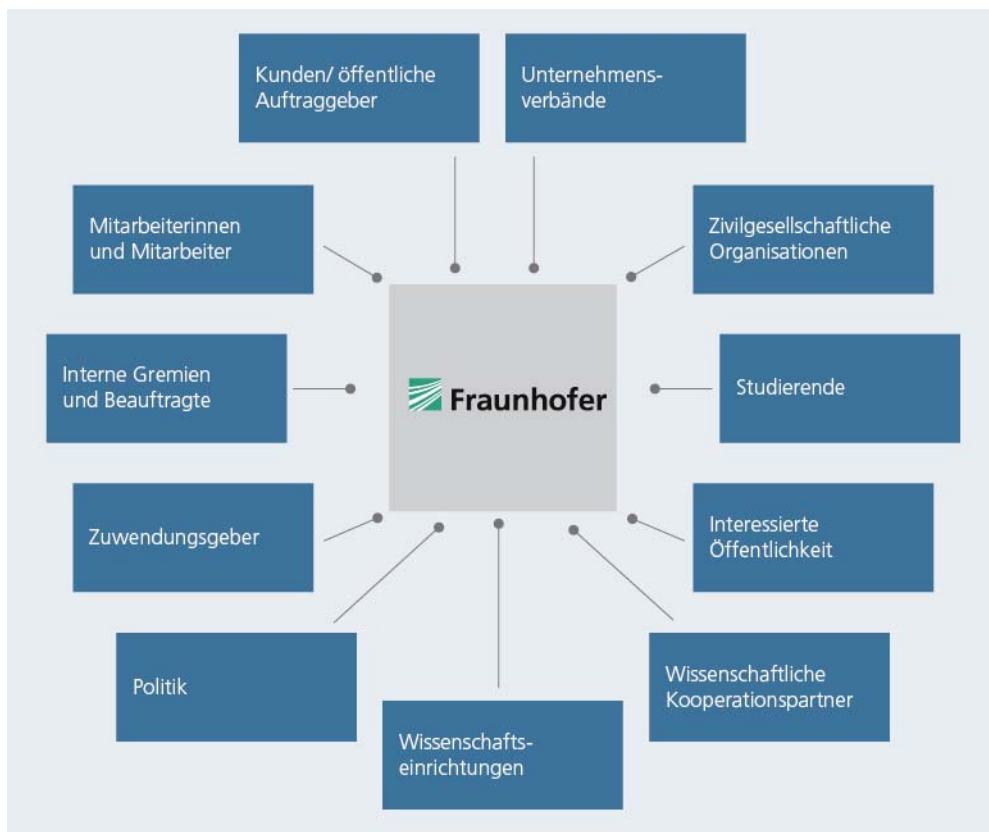 Kunden/ öffentliche
Auftraggeber
Unternehmens-
verbände
Mitarbeiterinnen
und Mitarbeiter
Zivilgesellschaftliche
Organisationen
Interne Gremien
und Beauftragte
Fraunhofer
Studierende
Zuwendungsgeber
Interessierte
Öffentlichkeit
Politik
Wissenschaftliche
Kooperationspartner
Wissenschafts-
einrichtungen